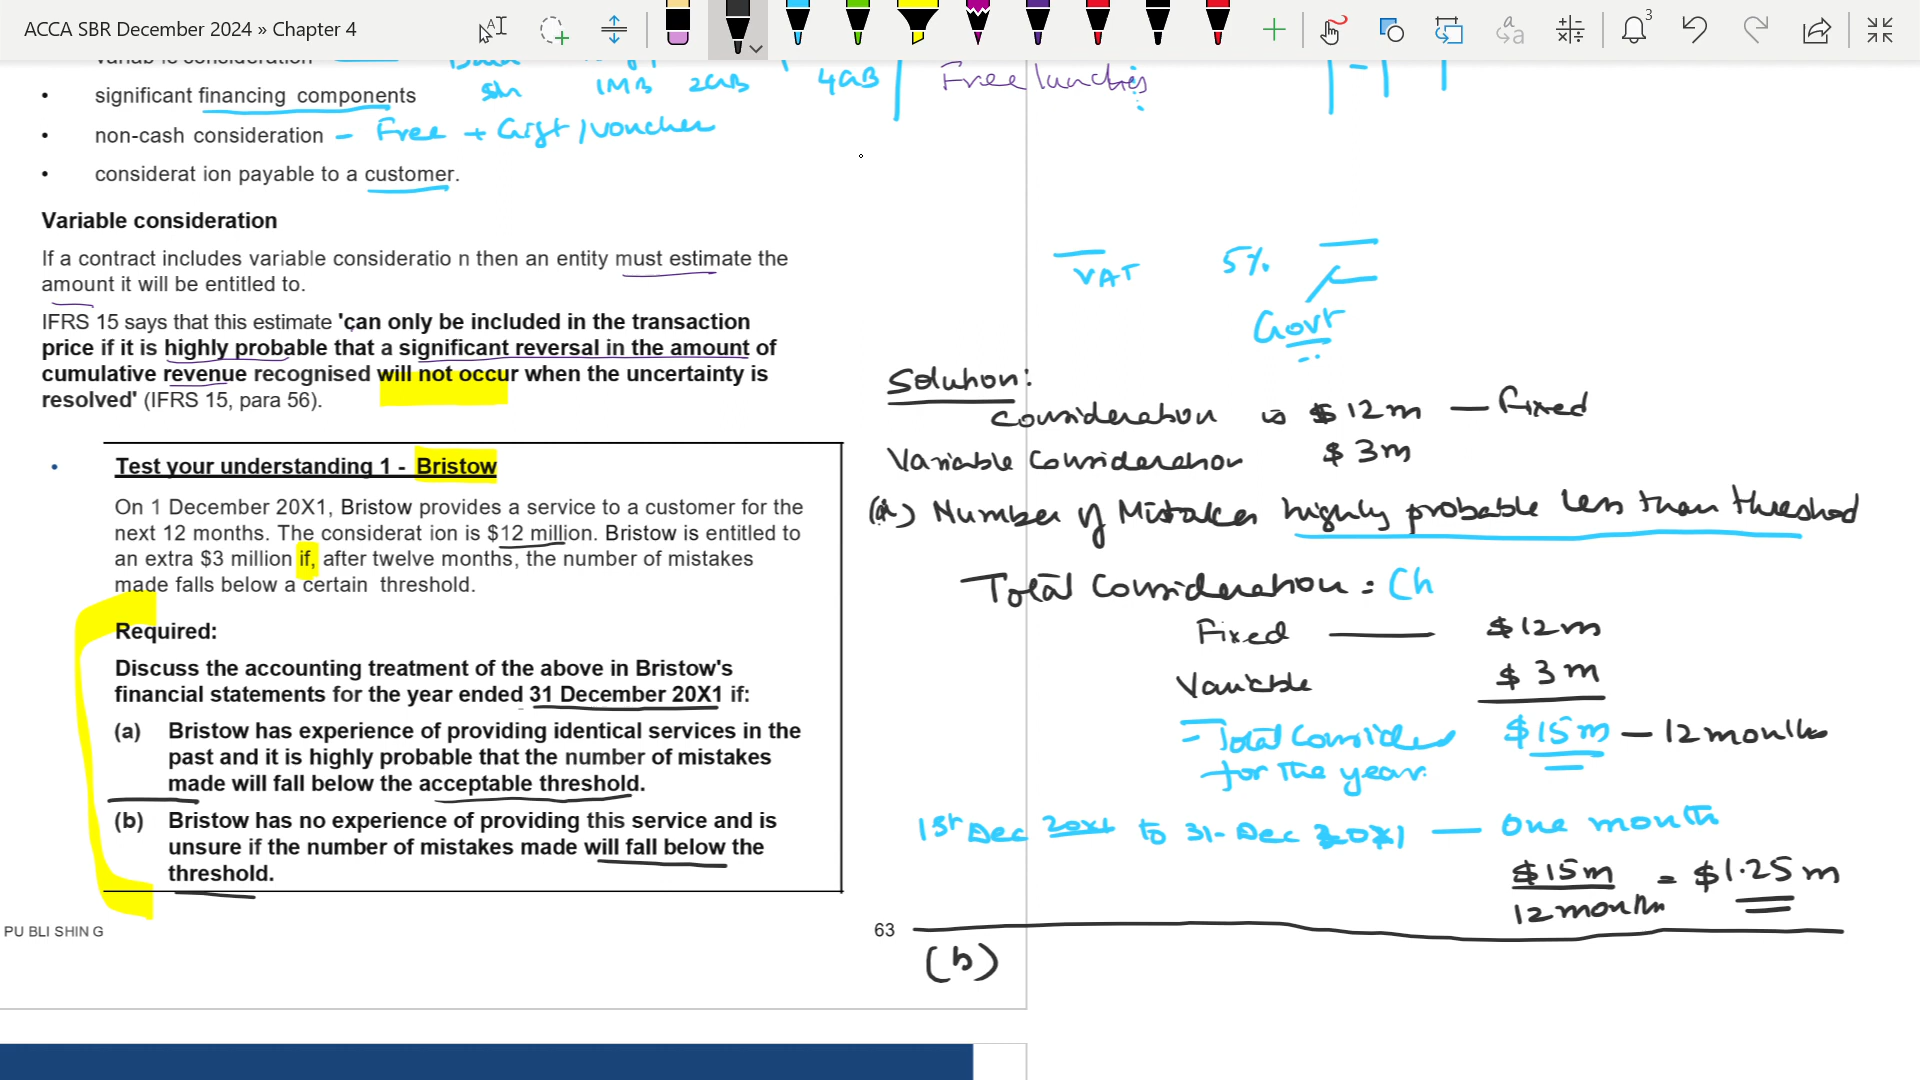 ACCA SBR December 2024 » Chapter 4
3
• significant financing components
1MB 2GB 4GB
Free lunches
• non-cash consideration - Free + Gift / voucher
• considerat ion payable to a customer.
Variable consideration
If a contract includes variable consideratio n then an entity must estimate the
amount it will be entitled to.
VAT 5%
Govt
IFRS 15 says that this estimate 'can only be included in the transaction
price if it is highly probable that a significant reversal in the amount of
cumulative revenue recognised will not occur when the uncertainty is
resolved' (IFRS 15, para 56).
• Test your understanding 1 - Bristow
On 1 December 20X1, Bristow provides a service to a customer for the
next 12 months. The considerat ion is $12 million. Bristow is entitled to
an extra $3 million if, after twelve months, the number of mistakes
made falls below a certain threshold.
Required:
Discuss the accounting treatment of the above in Bristow's
financial statements for the year ended 31 December 20X1 if:
(a) Bristow has experience of providing identical services in the
past and it is highly probable that the number of mistakes
made will fall below the acceptable threshold.
(b) Bristow has no experience of providing this service and is
unsure if the number of mistakes made will fall below the
threshold.
PU BLI SHIN G
63
Solution:
Consideration is $12m — Fixed
Variable Consideration $3m
(a) Number of Mistakes highly probable less than threshod
Total Consideration = Ch
Fixed — $12m
Variable $3m
- Total Consided $15m — 12 months
for the year.
1st Dec 20x1 to 31-Dec 20x1 — One month
$15m = $1.25m
12 months
(b)